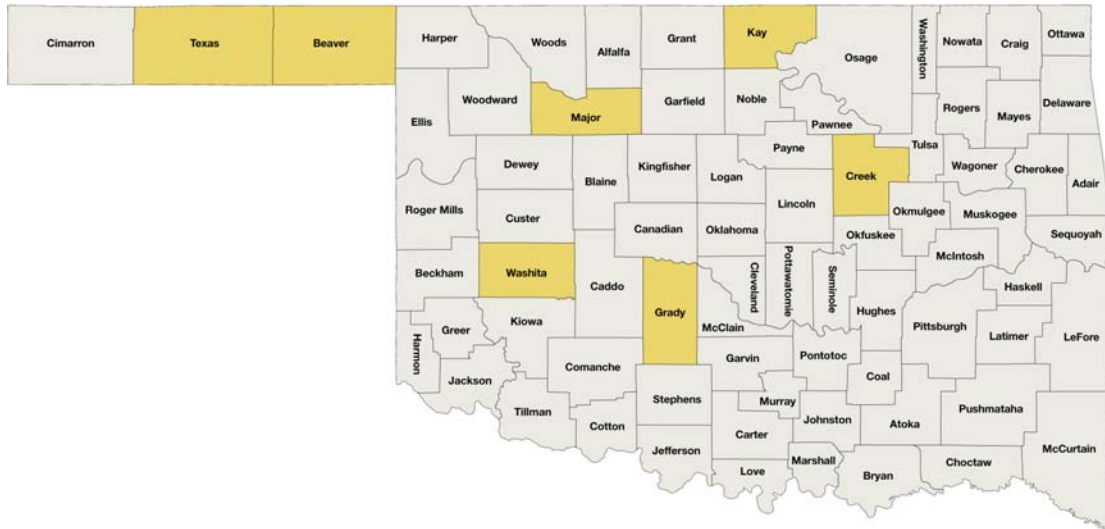 Cimarron
Texas
Beaver
Harper
Woods
Alfalfa
Grant
Kay
Osage
Washington
Nowata
Craig
Ottawa
Ellis
Woodward
Major
Garfield
Noble
Pawnee
Rogers
Mayes
Delaware
Dewey
Blaine
Kingfisher
Logan
Payne
Creek
Tulsa
Wagoner
Cherokee
Adair
Roger Mills
Custer
Canadian
Oklahoma
Lincoln
Okfuskee
Okmulgee
Muskogee
Sequoyah
Beckham
Washita
Caddo
Grady
McClain
Cleveland
Pottawatomie
Seminole
Hughes
McIntosh
Haskell
Harmon
Greer
Kiowa
Comanche
Garvin
Pontotoc
Pittsburgh
Latimer
LeFore
Jackson
Tillman
Cotton
Stephens
Murray
Johnston
Coal
Atoka
Pushmataha
McCurtain
Jefferson
Carter
Love
Marshall
Bryan
Choctaw